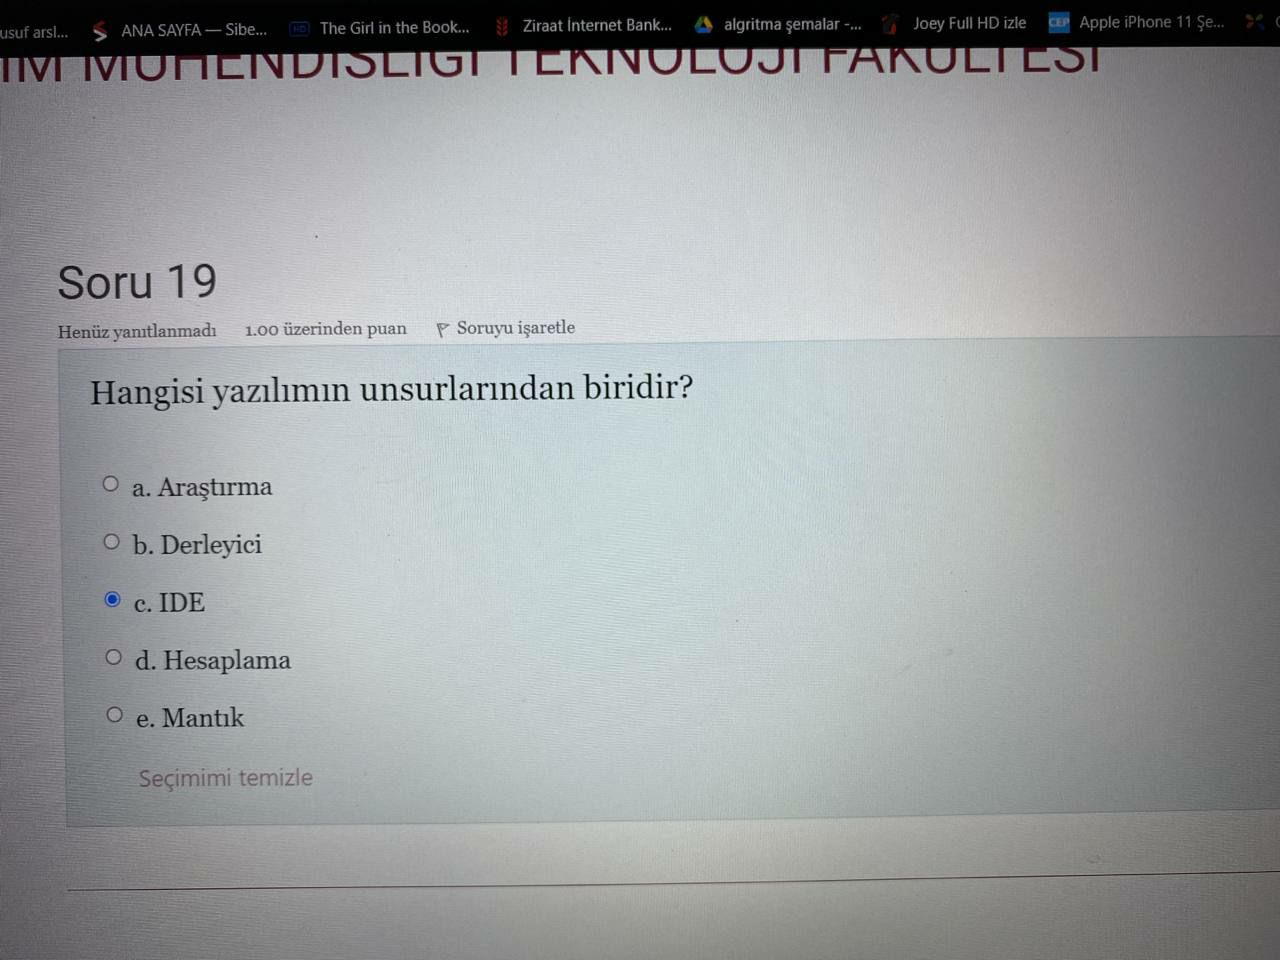 usuf arsl...
ANA SAYFA — Sibe...
The Girl in the Book...
Ziraat İnternet Bank...
algritma şemalar -...
Joey Full HD izle
CEP
Apple iPhone 11 Şe...
İM MÜHENDİSLİĞİ TEKNOLOJİ FAKÜLTESİ
Soru 19
Henüz yanıtlanmadı 1.00 üzerinden puan Soruyu işaretle
Hangisi yazılımın unsurlarından biridir?
a. Araştırma
b. Derleyici
c. IDE
d. Hesaplama
e. Mantık
Seçimimi temizle